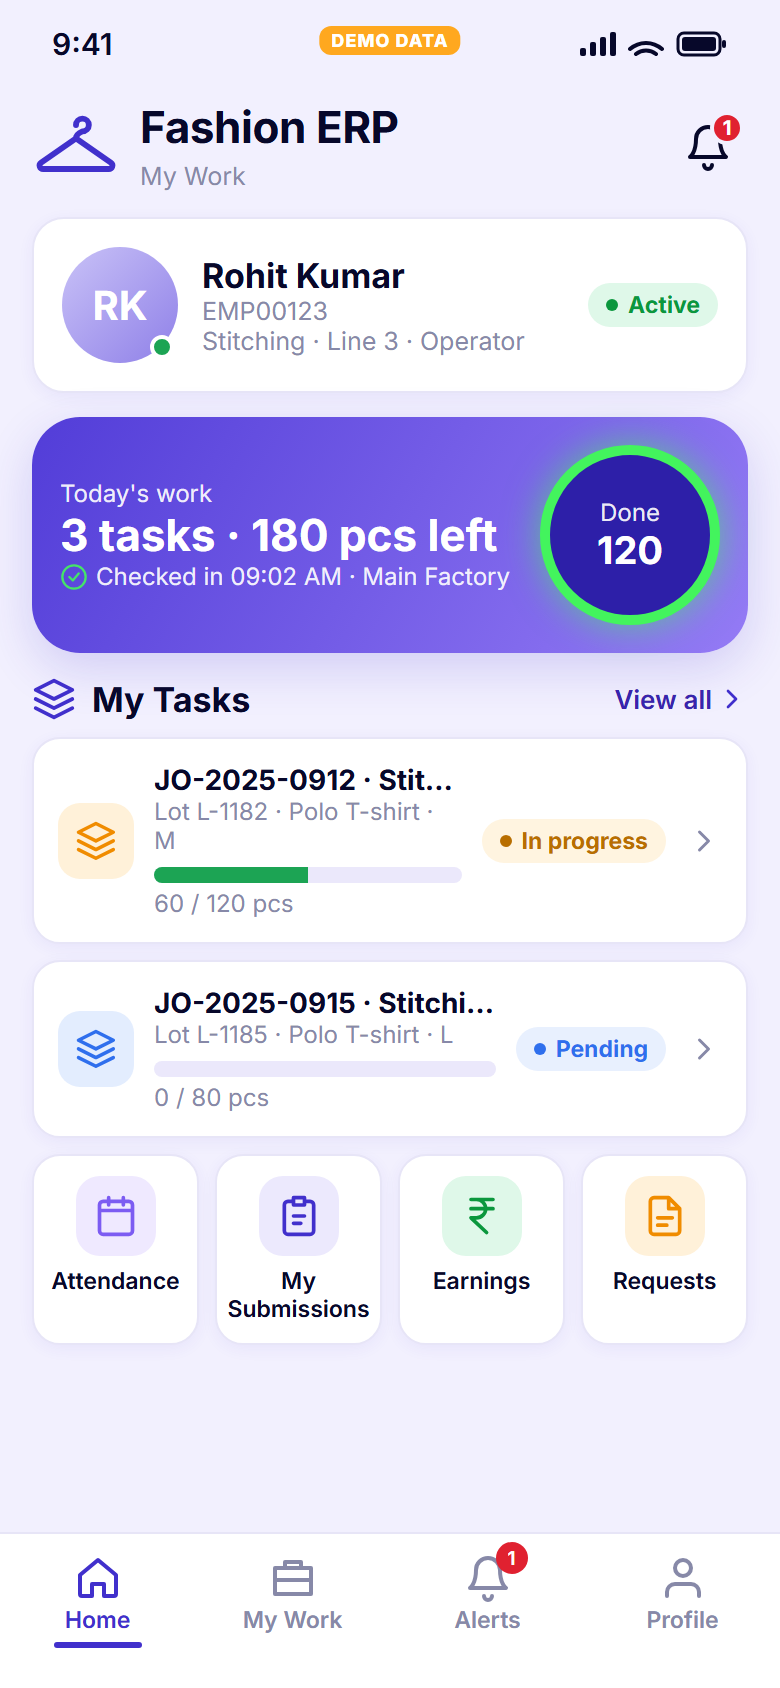 9:41
DEMO DATA
Fashion ERP
My Work
1
RK
Rohit Kumar
EMP00123
Stitching · Line 3 · Operator
Active
Today's work
3 tasks · 180 pcs left
Checked in 09:02 AM · Main Factory
Done
120
My Tasks
View all
JO-2025-0912 · Stit...
Lot L-1182 · Polo T-shirt ·
M
60 / 120 pcs
In progress
JO-2025-0915 · Stitchi...
Lot L-1185 · Polo T-shirt · L
0 / 80 pcs
Pending
Attendance
My
Submissions
₹
Earnings
Requests
Home
My Work
1
Alerts
Profile